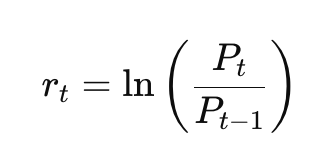 r_t = ln(P_t / P_{t-1})